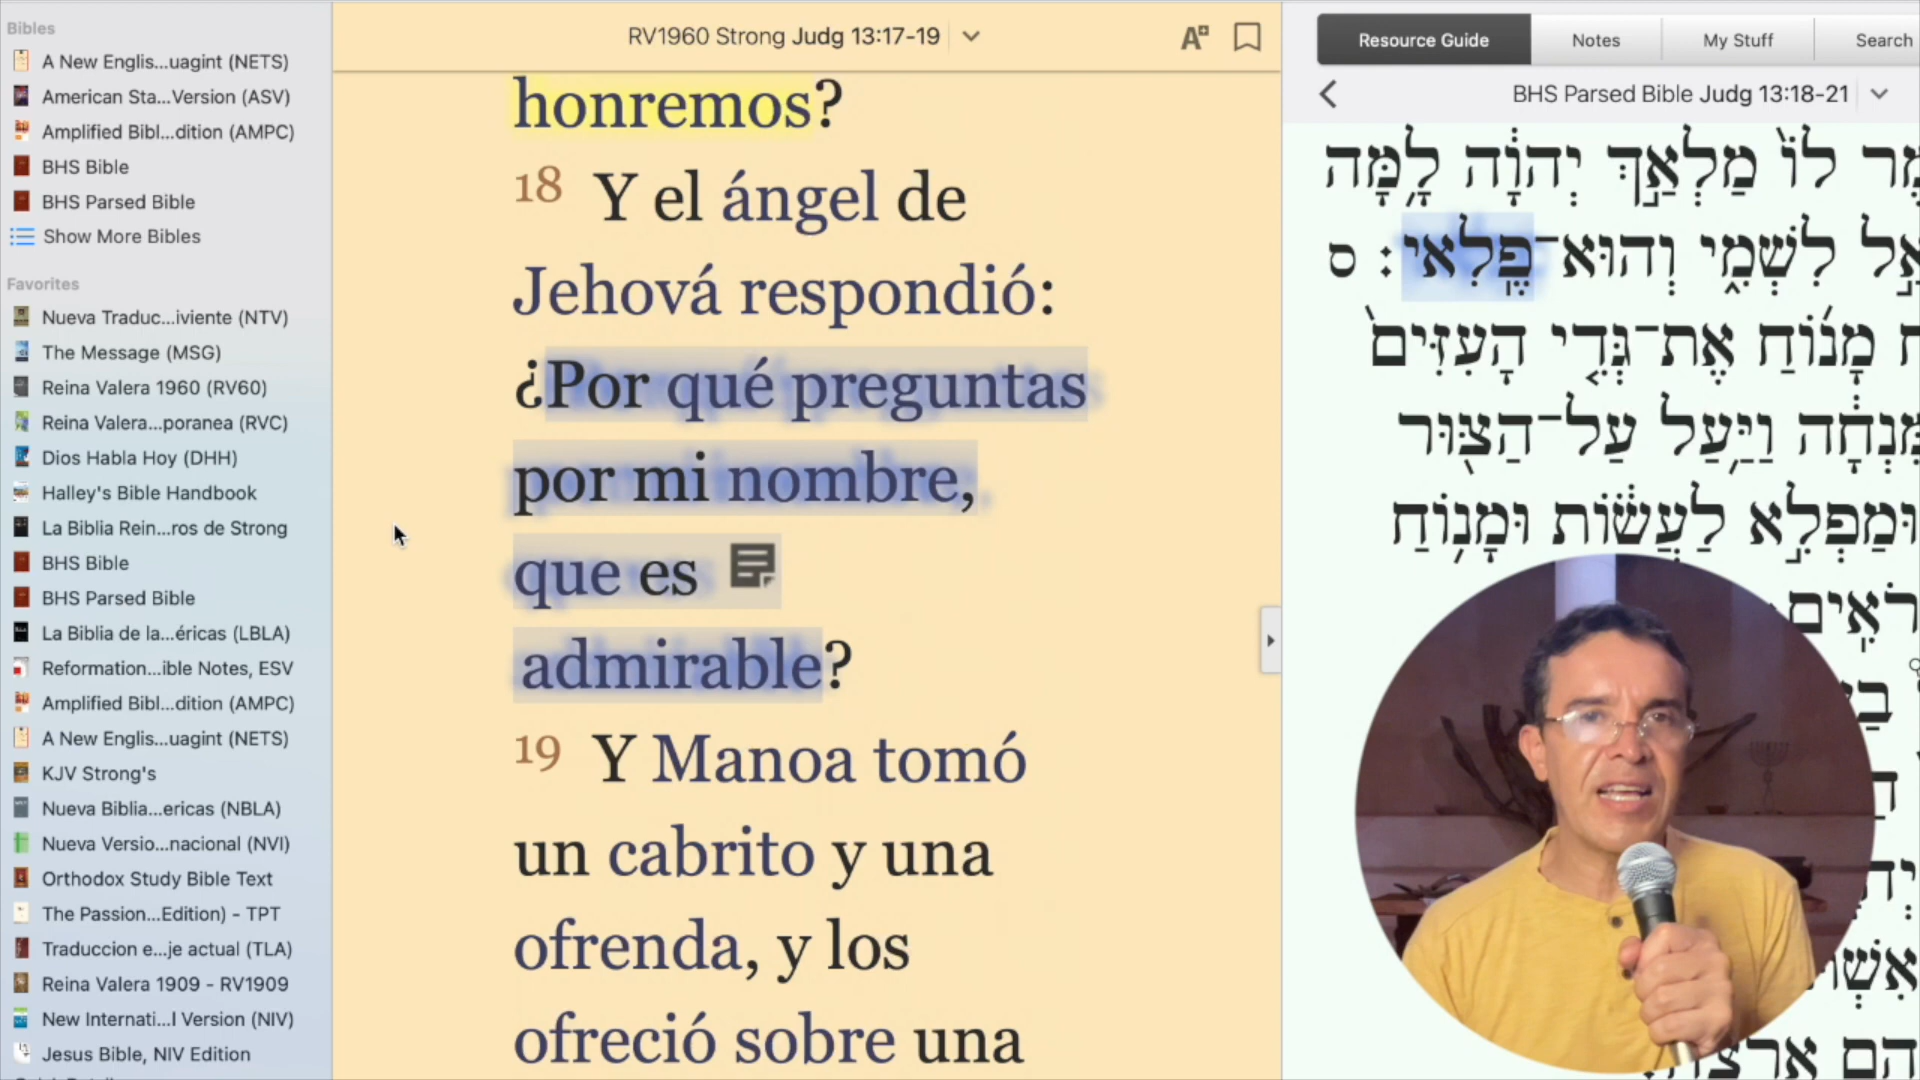 Bibles
A New Englis...uagint (NETS)
American Sta...Version (ASV)
Amplified Bibl...dition (AMPC)
BHS Bible
BHS Parsed Bible
Show More Bibles
Favorites
Nueva Traduc...iviente (NTV)
The Message (MSG)
Reina Valera 1960 (RV60)
Reina Valera...poranea (RVC)
Dios Habla Hoy (DHH)
Halley's Bible Handbook
La Biblia Rein...ros de Strong
BHS Bible
BHS Parsed Bible
La Biblia de la...éricas (LBLA)
Reformation...ible Notes, ESV
Amplified Bibl...dition (AMPC)
A New Englis...uagint (NETS)
KJV Strong's
Nueva Biblia...ericas (NBLA)
Nueva Versio...nacional (NVI)
Orthodox Study Bible Text
The Passion...Edition) - TPT
Traduccion e...je actual (TLA)
Reina Valera 1909 - RV1909
New Internati...l Version (NIV)
Jesus Bible, NIV Edition
RV1960 Strong Judg 13:17-19
honremos?
18 Y el ángel de
Jehová respondió:
¿Por qué preguntas
por mi nombre,
que es
admirable?
19 Y Manoa tomó
un cabrito y una
ofrenda, y los
ofreció sobre una
Resource Guide
Notes
My Stuff
Search
BHS Parsed Bible Judg 13:18-21
לוֹ֙ מַלְאַ֣ךְ יְהוָ֔ה לָ֥מָּה
לִשְׁמִ֑י וְהוּא־פֶֽלִאי׃ ס
מָנ֜וֹחַ אֶת־גְּדִ֤י הָעִזִּים֙
הַמִּנְחָ֔ה וַיַּ֥עַל עַל־הַצּ֖וּר
וּמַפְלִ֣א לַעֲשׂ֔וֹת וּמָנ֥וֹחַ
רֹאִֽים